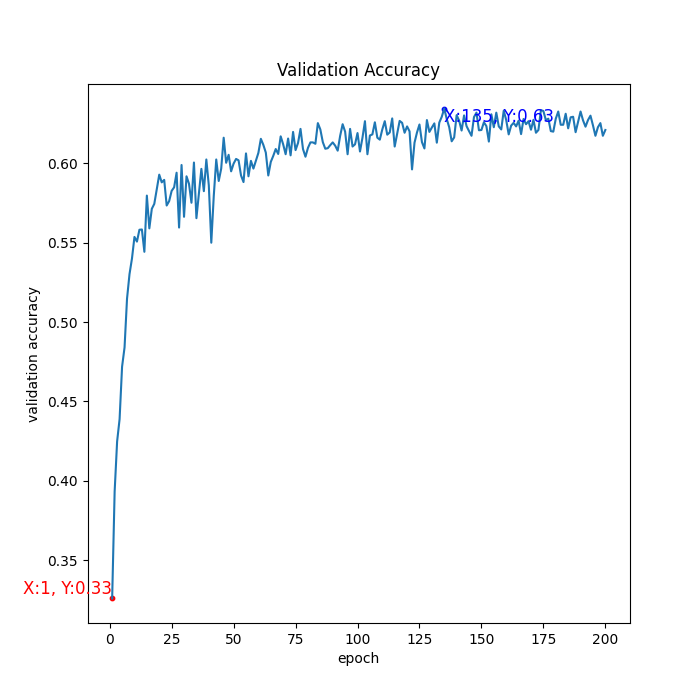 Validation Accuracy
X:135, Y:0.63
0.60
0.55
0.50
0.45
0.40
0.35
validation accuracy
X:1, Y:0.33
0 25 50 75 100 125 150 175 200
epoch